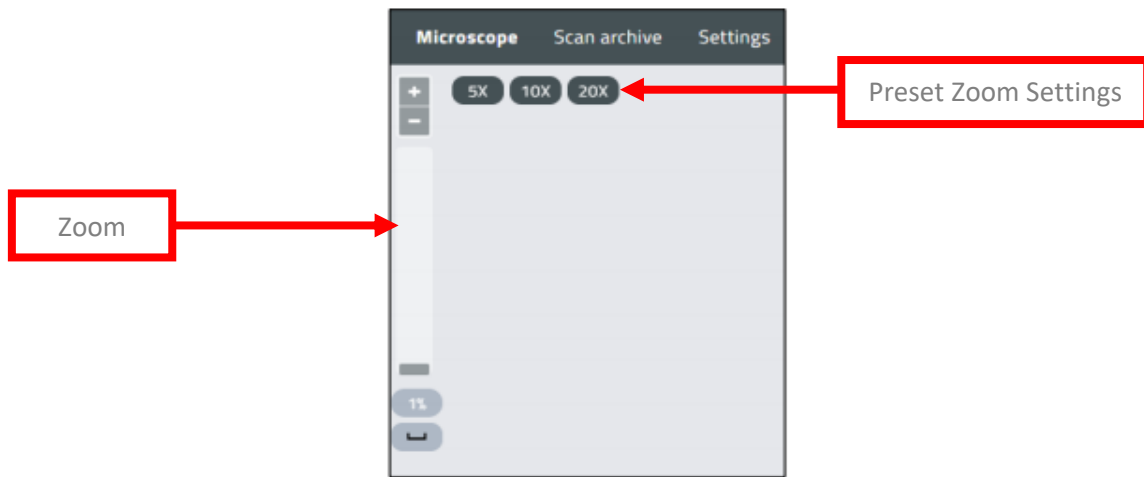 Microscope Scan archive Settings
+
5X 10X 20X
Preset Zoom Settings
−
Zoom
1%